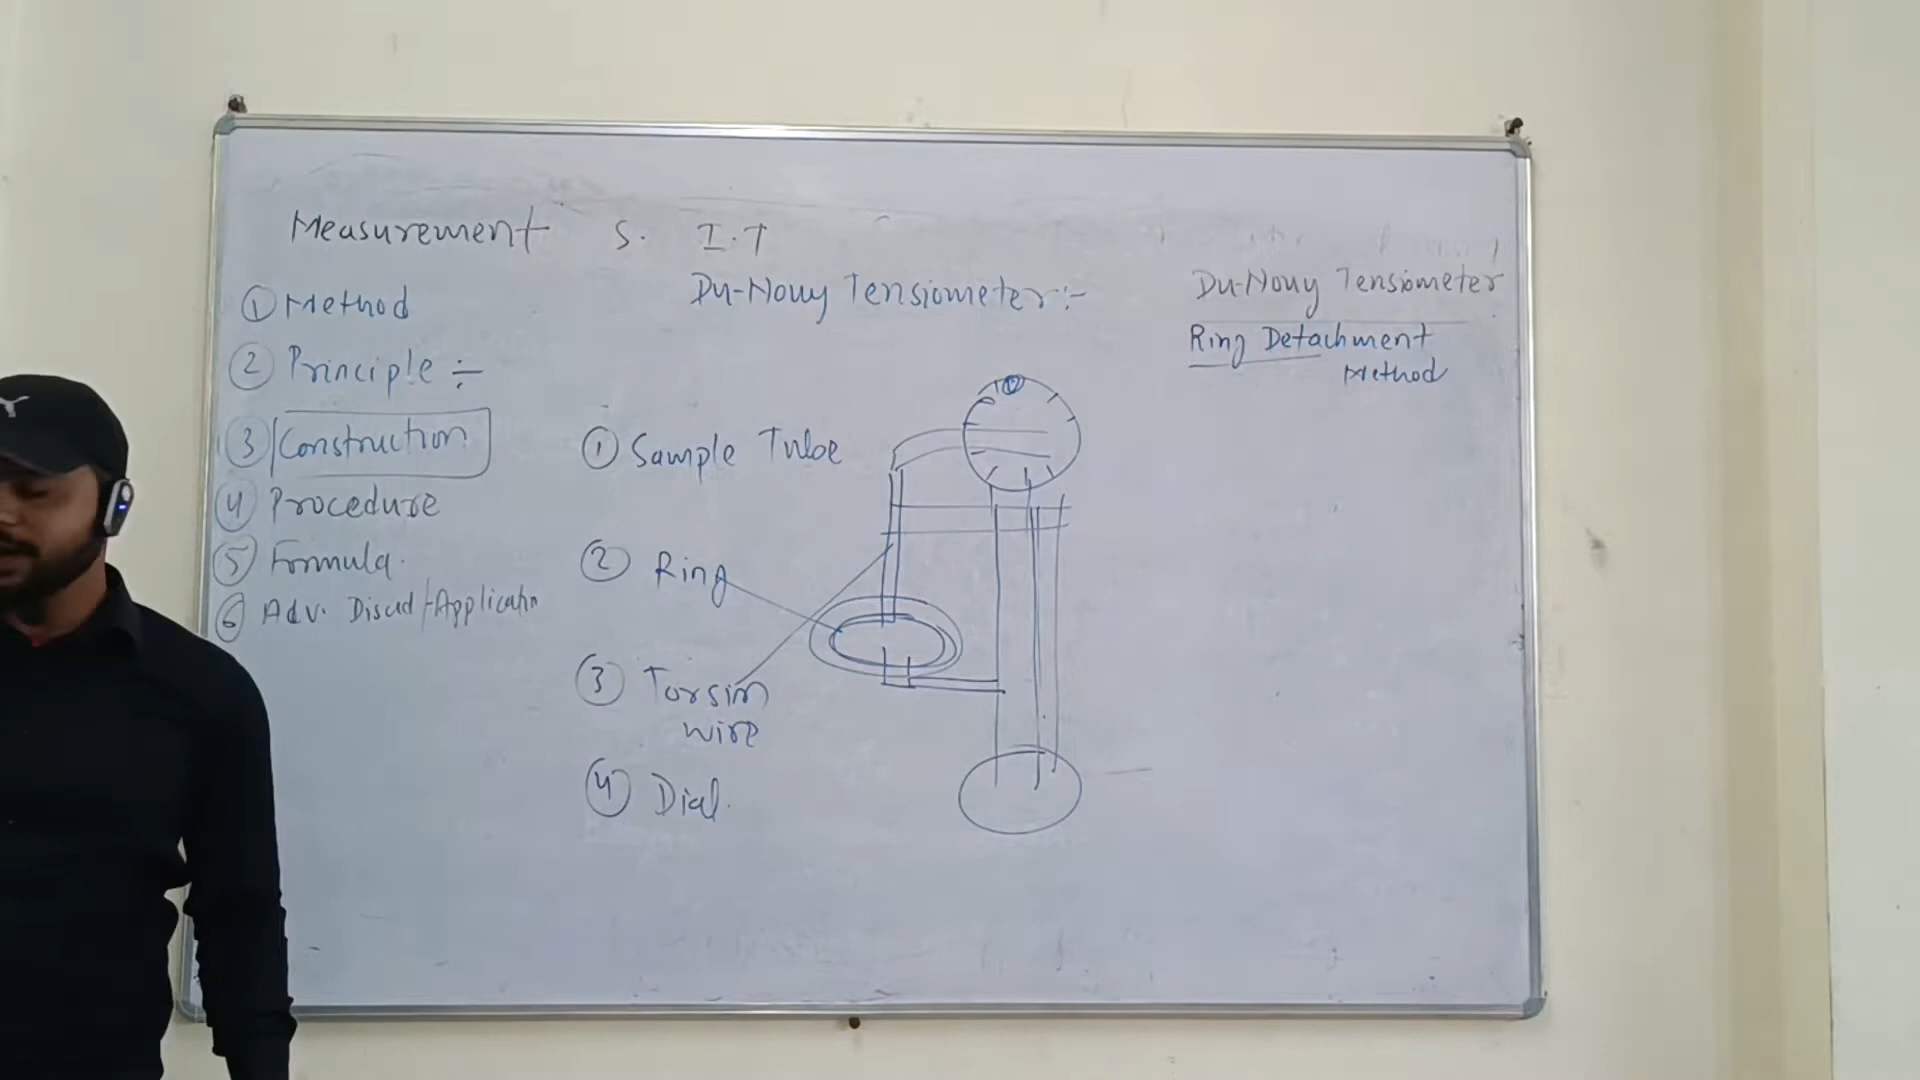 Measurement S. I.T
① Method
② Principle ÷
③ Construction
④ Procedure
⑤ Formula.
⑥ Adv. Disad/-Applicatn
Du-Nouy Tensiometer:-
① Sample Tube
② Ring
③ Torsion
wire
④ Dial.
Du-Nouy Tensiometer
Ring Detachment
Method